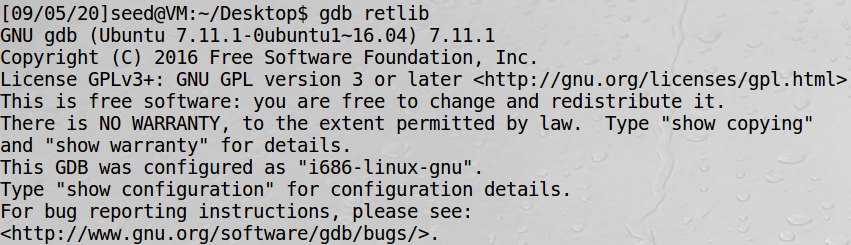 [09/05/20]seed@VM:~/Desktop$ gdb retlib
GNU gdb (Ubuntu 7.11.1-0ubuntu1~16.04) 7.11.1
Copyright (C) 2016 Free Software Foundation, Inc.
License GPLv3+: GNU GPL version 3 or later <http://gnu.org/licenses/gpl.html>
This is free software: you are free to change and redistribute it.
There is NO WARRANTY, to the extent permitted by law.  Type "show copying"
and "show warranty" for details.
This GDB was configured as "i686-linux-gnu".
Type "show configuration" for configuration details.
For bug reporting instructions, please see:
<http://www.gnu.org/software/gdb/bugs/>.